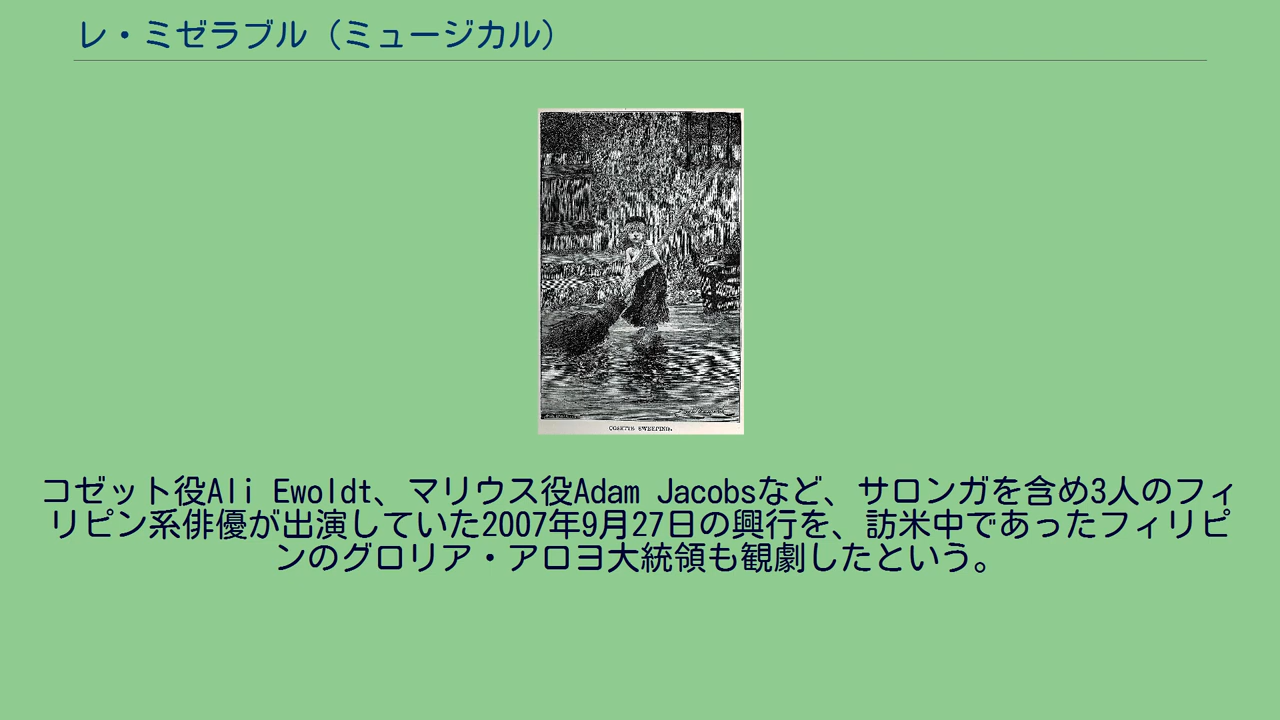 レ・ミゼラブル（ミュージカル）
COSETTE SWEEPING.
コゼット役Ali Ewoldt、マリウス役Adam Jacobsなど、サロンガを含め3人のフィ
リピン系俳優が出演していた2007年9月27日の興行を、訪米中であったフィリピ
ンのグロリア・アロヨ大統領も観劇したという。